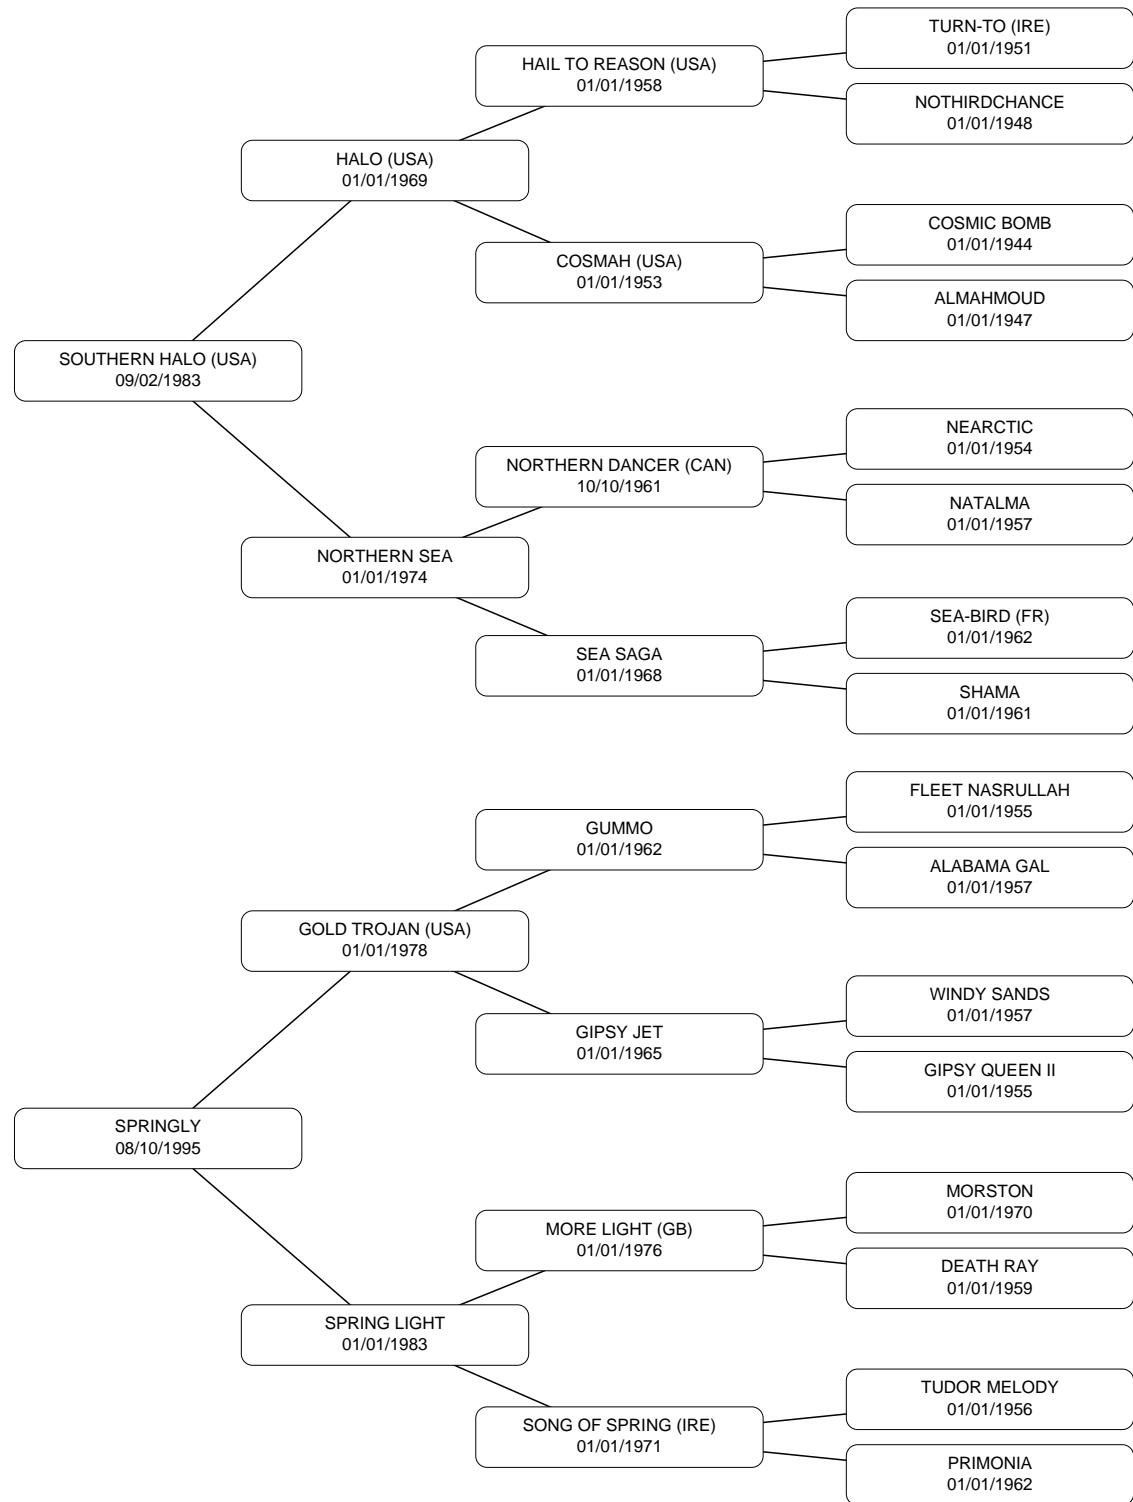 TURN-TO (IRE)
01/01/1951
HAIL TO REASON (USA)
01/01/1958
NOTHIRDCHANCE
01/01/1948
HALO (USA)
01/01/1969
COSMIC BOMB
01/01/1944
COSMAH (USA)
01/01/1953
ALMAHMOUD
01/01/1947
SOUTHERN HALO (USA)
09/02/1983
NEARCTIC
01/01/1954
NORTHERN DANCER (CAN)
10/10/1961
NATALMA
01/01/1957
NORTHERN SEA
01/01/1974
SEA-BIRD (FR)
01/01/1962
SEA SAGA
01/01/1968
SHAMA
01/01/1961
FLEET NASRULLAH
01/01/1955
GUMMO
01/01/1962
ALABAMA GAL
01/01/1957
GOLD TROJAN (USA)
01/01/1978
WINDY SANDS
01/01/1957
GIPSY JET
01/01/1965
GIPSY QUEEN II
01/01/1955
SPRINGLY
08/10/1995
MORSTON
01/01/1970
MORE LIGHT (GB)
01/01/1976
DEATH RAY
01/01/1959
SPRING LIGHT
01/01/1983
TUDOR MELODY
01/01/1956
SONG OF SPRING (IRE)
01/01/1971
PRIMONIA
01/01/1962